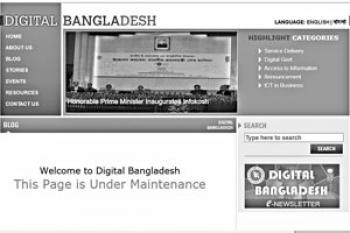 DIGITAL BANGLADESH
LANGUAGE: ENGLISH | বাংলা
HOME
ABOUT US
BLOG
STORIES
EVENTS
RESOURCES
CONTACT US
Honorable Prime Minister Inaugurates Infokosh
HIGHLIGHT CATEGORIES
Service Delivery
Digital Govt.
Access to Information
Announcement
ICT in Business
BLOG
DIGITAL
BANGLADESH
SEARCH
Type here to search
SEARCH
Welcome to Digital Bangladesh
This Page is Under Maintenance
DIGITAL
BANGLADESH
e-NEWSLETTER